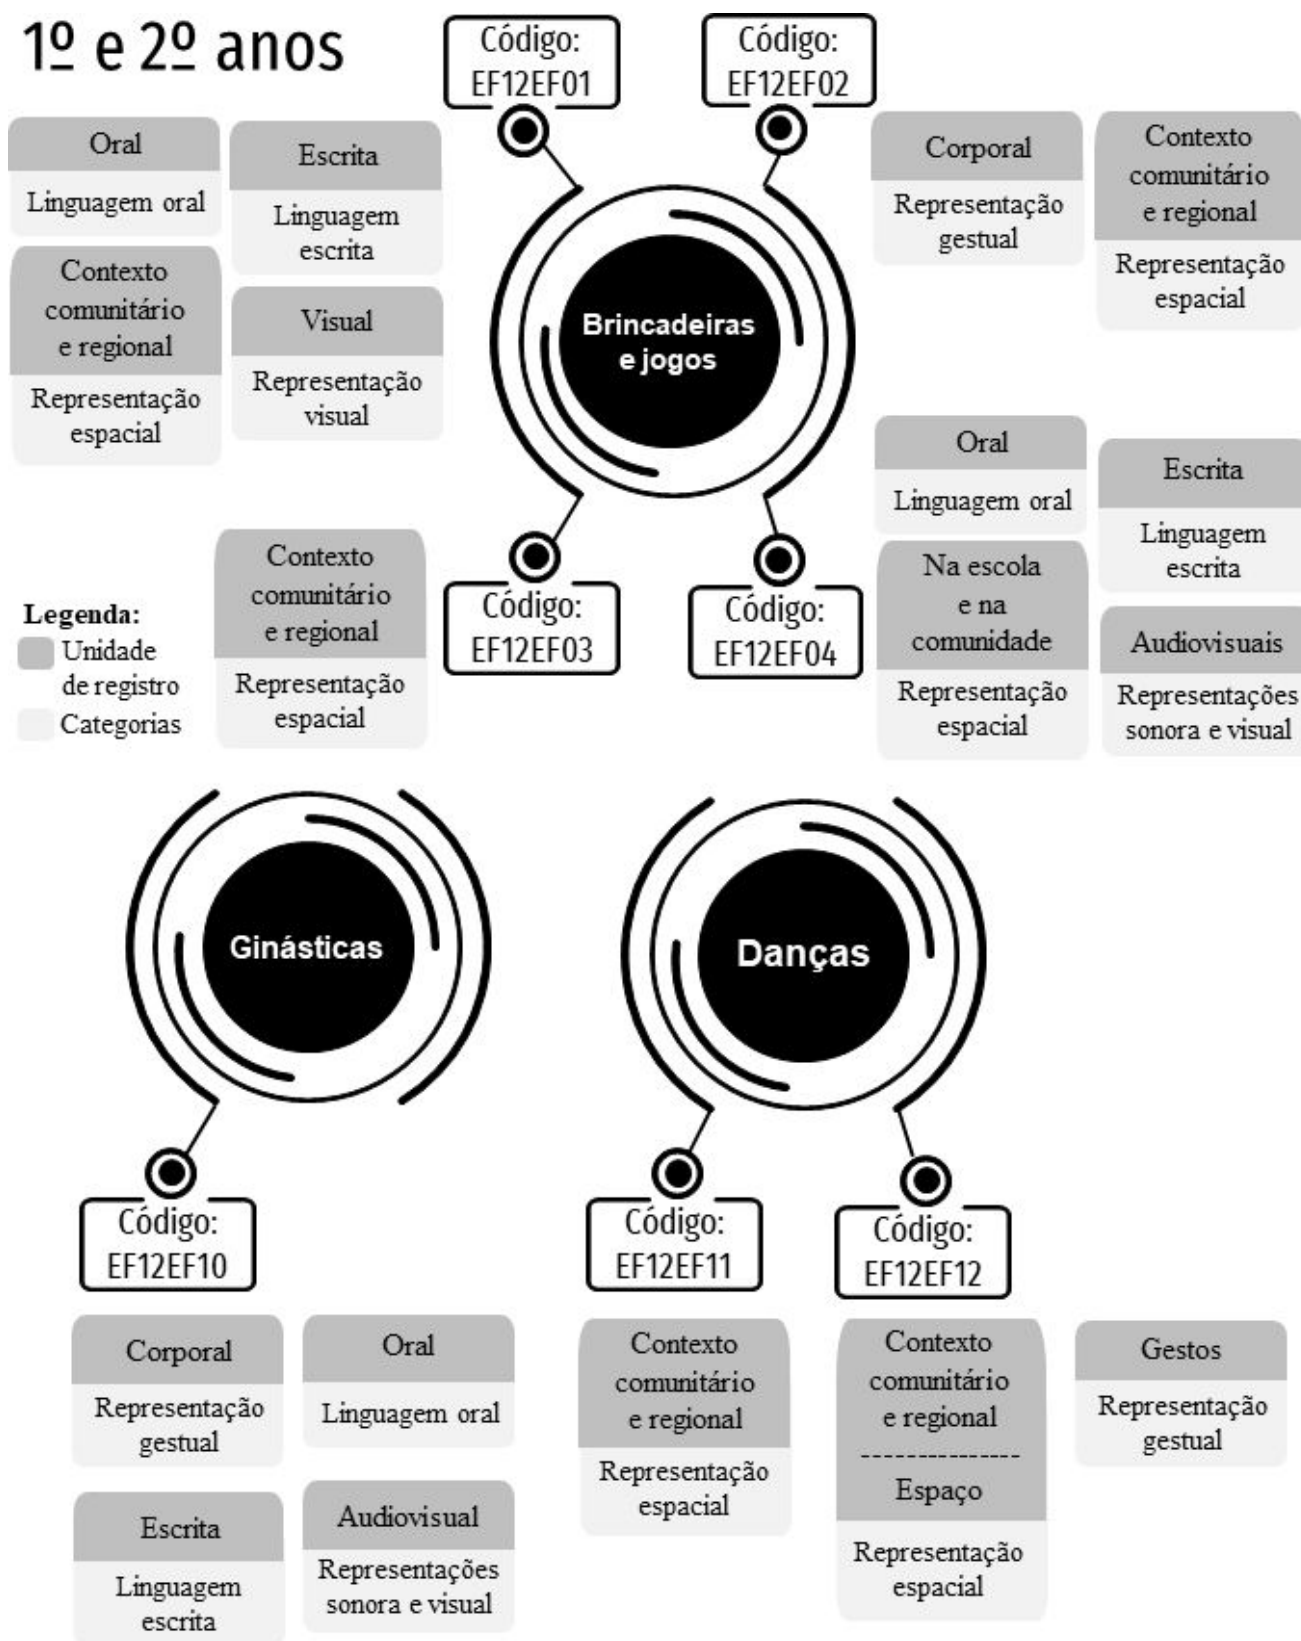 1º e 2º anos
Código:
EF12EF01
Código:
EF12EF02
Oral
Linguagem oral
Escrita
Linguagem
escrita
Contexto
comunitário
e regional
Representação
espacial
Visual
Representação
visual
Brincadeiras
e jogos
Corporal
Representação
gestual
Contexto
comunitário
e regional
Representação
espacial
Contexto
comunitário
e regional
Representação
espacial
Código:
EF12EF03
Código:
EF12EF04
Oral
Linguagem oral
Escrita
Linguagem
escrita
Na escola
e na
comunidade
Representação
espacial
Audiovisuais
Representações
sonora e visual
Legenda:
Unidade
de registro
Categorias
Ginásticas
Danças
Código:
EF12EF10
Código:
EF12EF11
Código:
EF12EF12
Corporal
Representação
gestual
Oral
Linguagem oral
Escrita
Linguagem
escrita
Audiovisual
Representações
sonora e visual
Contexto
comunitário
e regional
Representação
espacial
Contexto
comunitário
e regional
----------------
Espaço
Representação
espacial
Gestos
Representação
gestual